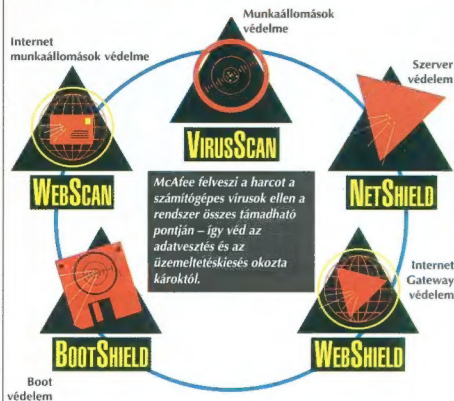 Munkaállomások
védelme
Internet
munkaállomások védelme
Szerver
védelem
VIRUSSCAN
WEBSCAN
NETSHIELD
McAfee felveszi a harcot a
számítógépes vírusok ellen a
rendszer összes támadható
pontján – így véd az
adatvesztés és az
üzemeltetéskiesés okozta
károktól.
Internet
Gateway
védelem
BOOTSHIELD
WEBSHIELD
Boot
védelem